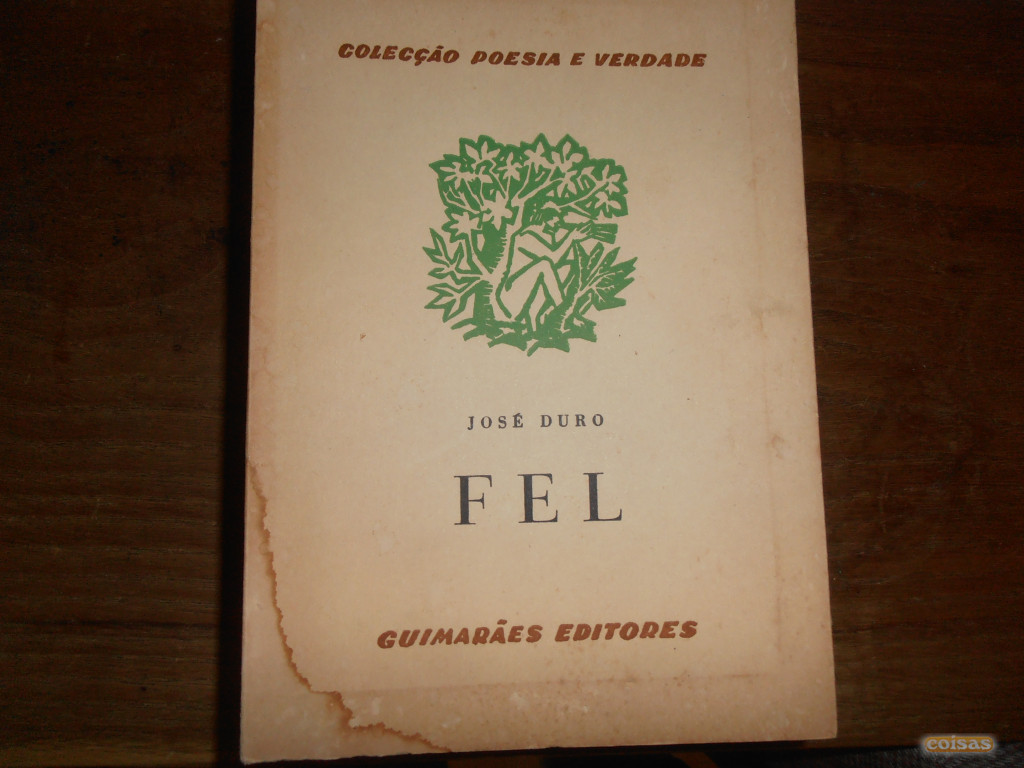 COLECÇÃO POESIA E VERDADE
JOSÉ DURO
FEL
GUIMARÃES EDITORES
coisas